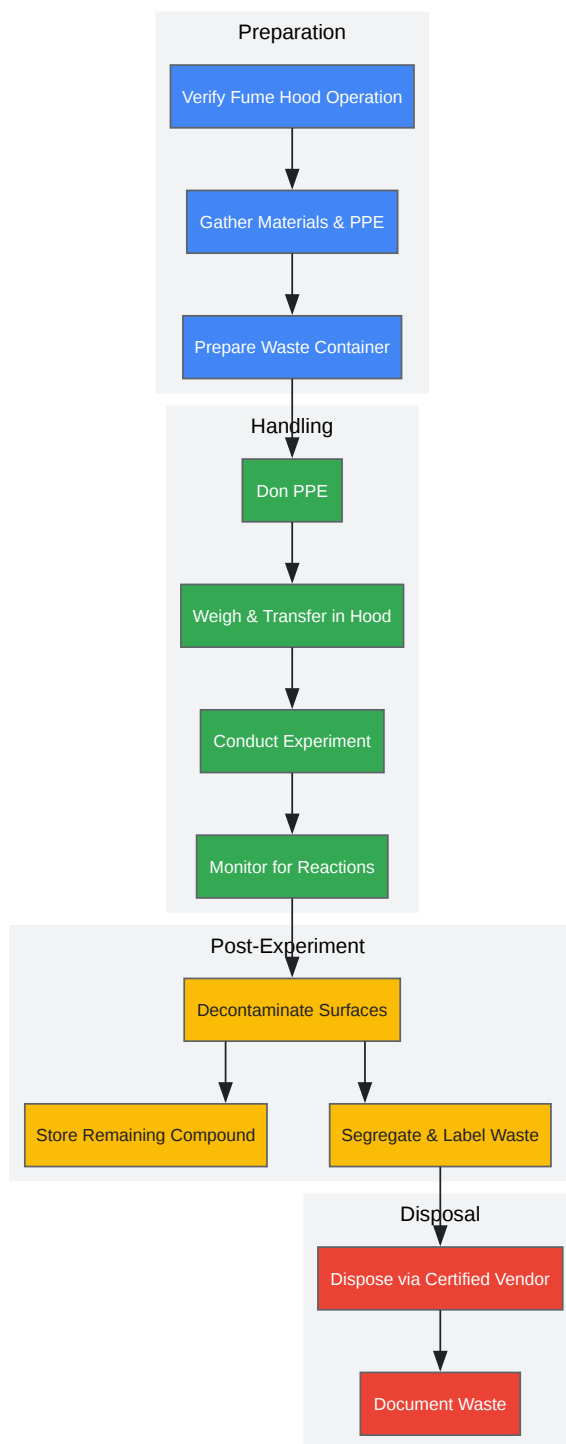 Preparation
Verify Fume Hood Operation
Gather Materials & PPE
Prepare Waste Container
Handling
Don PPE
Weigh & Transfer in Hood
Conduct Experiment
Monitor for Reactions
Post-Experiment
Decontaminate Surfaces
Store Remaining Compound
Segregate & Label Waste
Disposal
Dispose via Certified Vendor
Document Waste